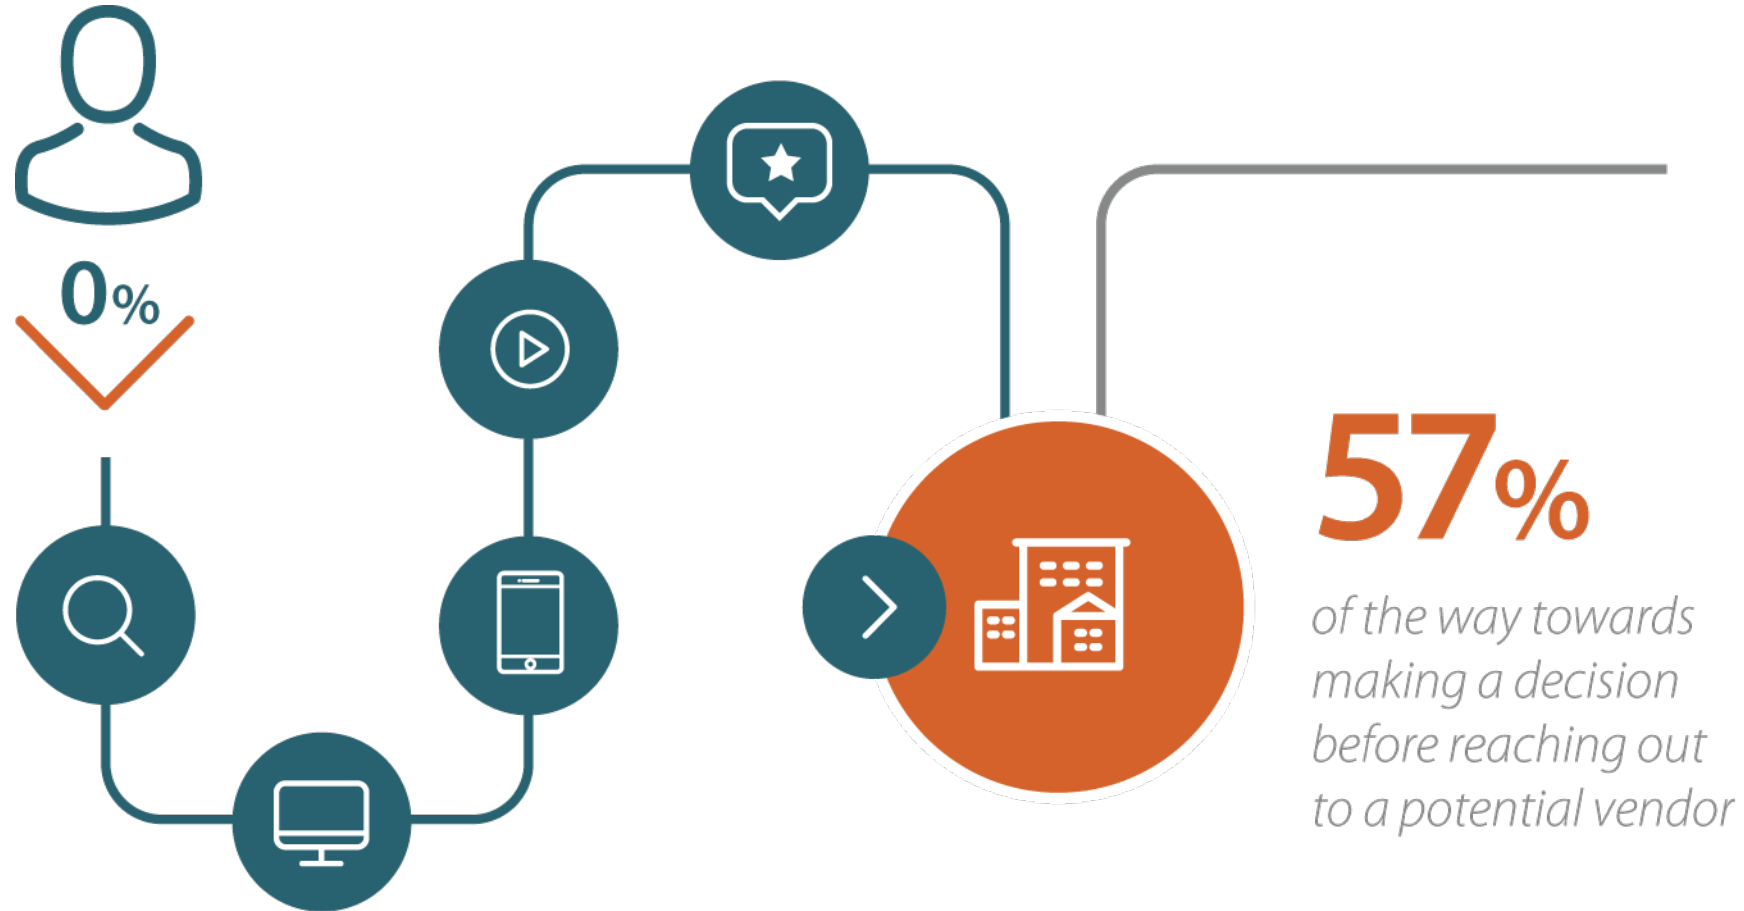 0%
57%
of the way towards
making a decision
before reaching out
to a potential vendor